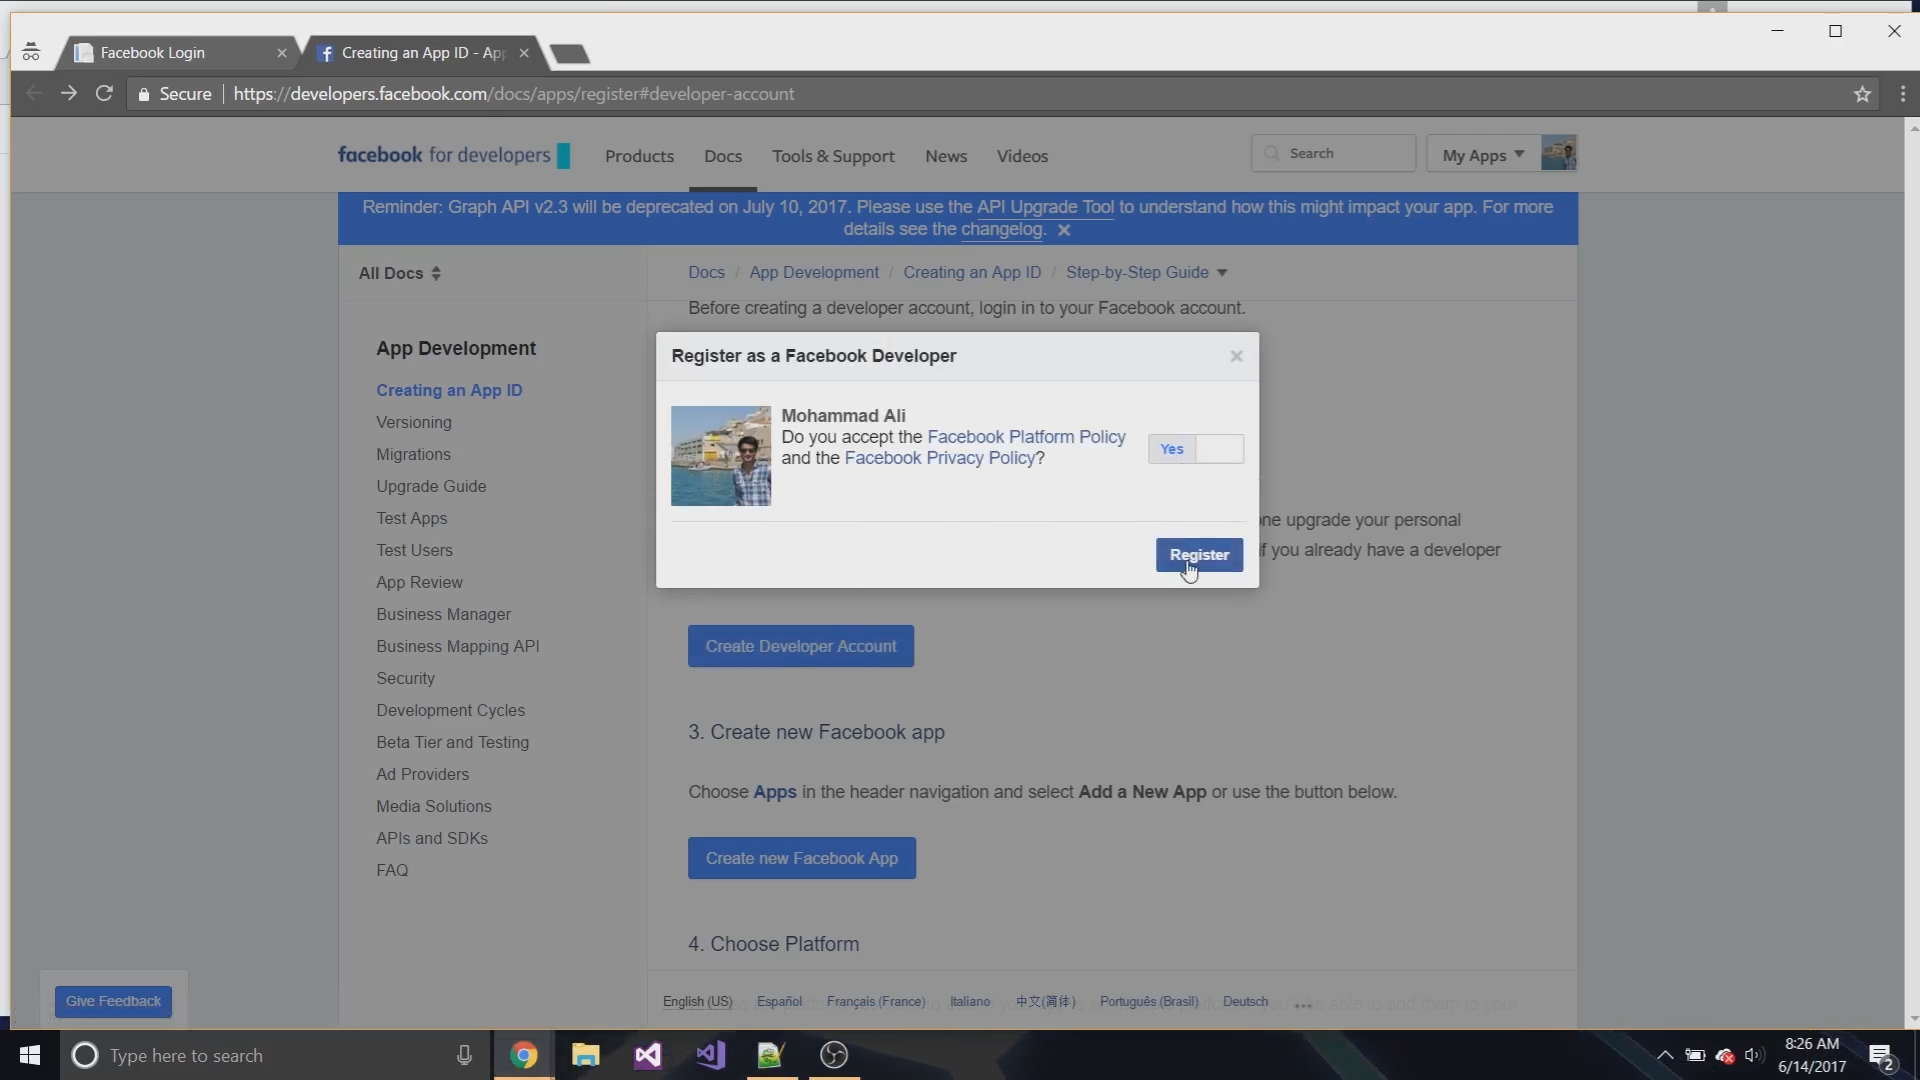 Facebook Login
Creating an App ID - App
Secure
https://developers.facebook.com/docs/apps/register#developer-account
facebook for developers
Products
Docs
Tools & Support
News
Videos
Search
My Apps
Reminder: Graph API v2.3 will be deprecated on July 10, 2017. Please use the API Upgrade Tool to understand how this might impact your app. For more
details see the changelog.
All Docs
Docs / App Development / Creating an App ID / Step-by-Step Guide
Before creating a developer account, login in to your Facebook account.
App Development
Creating an App ID
Versioning
Migrations
Upgrade Guide
Test Apps
Test Users
App Review
Business Manager
Business Mapping API
Security
Development Cycles
Beta Tier and Testing
Ad Providers
Media Solutions
APIs and SDKs
FAQ
Register as a Facebook Developer
Mohammad Ali
Do you accept the Facebook Platform Policy
and the Facebook Privacy Policy?
Yes
Register
one upgrade your personal
If you already have a developer
Create Developer Account
3. Create new Facebook app
Choose Apps in the header navigation and select Add a New App or use the button below.
Create new Facebook App
4. Choose Platform
Give Feedback
English (US)
Español
Français (France)
Italiano
中文(简体)
Português (Brasil)
Deutsch
able to add them to your
Type here to search
8:26 AM
6/14/2017
2